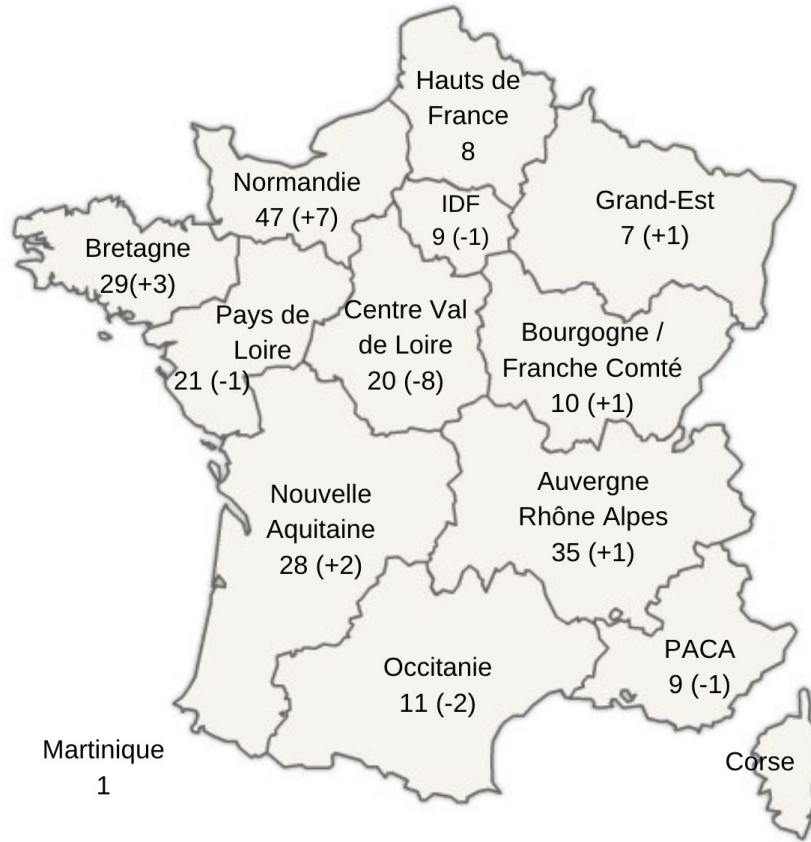 Hauts de
France
8
Normandie
47 (+7)
IDF
9 (-1)
Grand-Est
7 (+1)
Bretagne
29(+3)
Pays de
Loire
21 (-1)
Centre Val
de Loire
20 (-8)
Bourgogne /
Franche Comté
10 (+1)
Nouvelle
Aquitaine
28 (+2)
Auvergne
Rhône Alpes
35 (+1)
Occitanie
11 (-2)
PACA
9 (-1)
Martinique
1
Corse